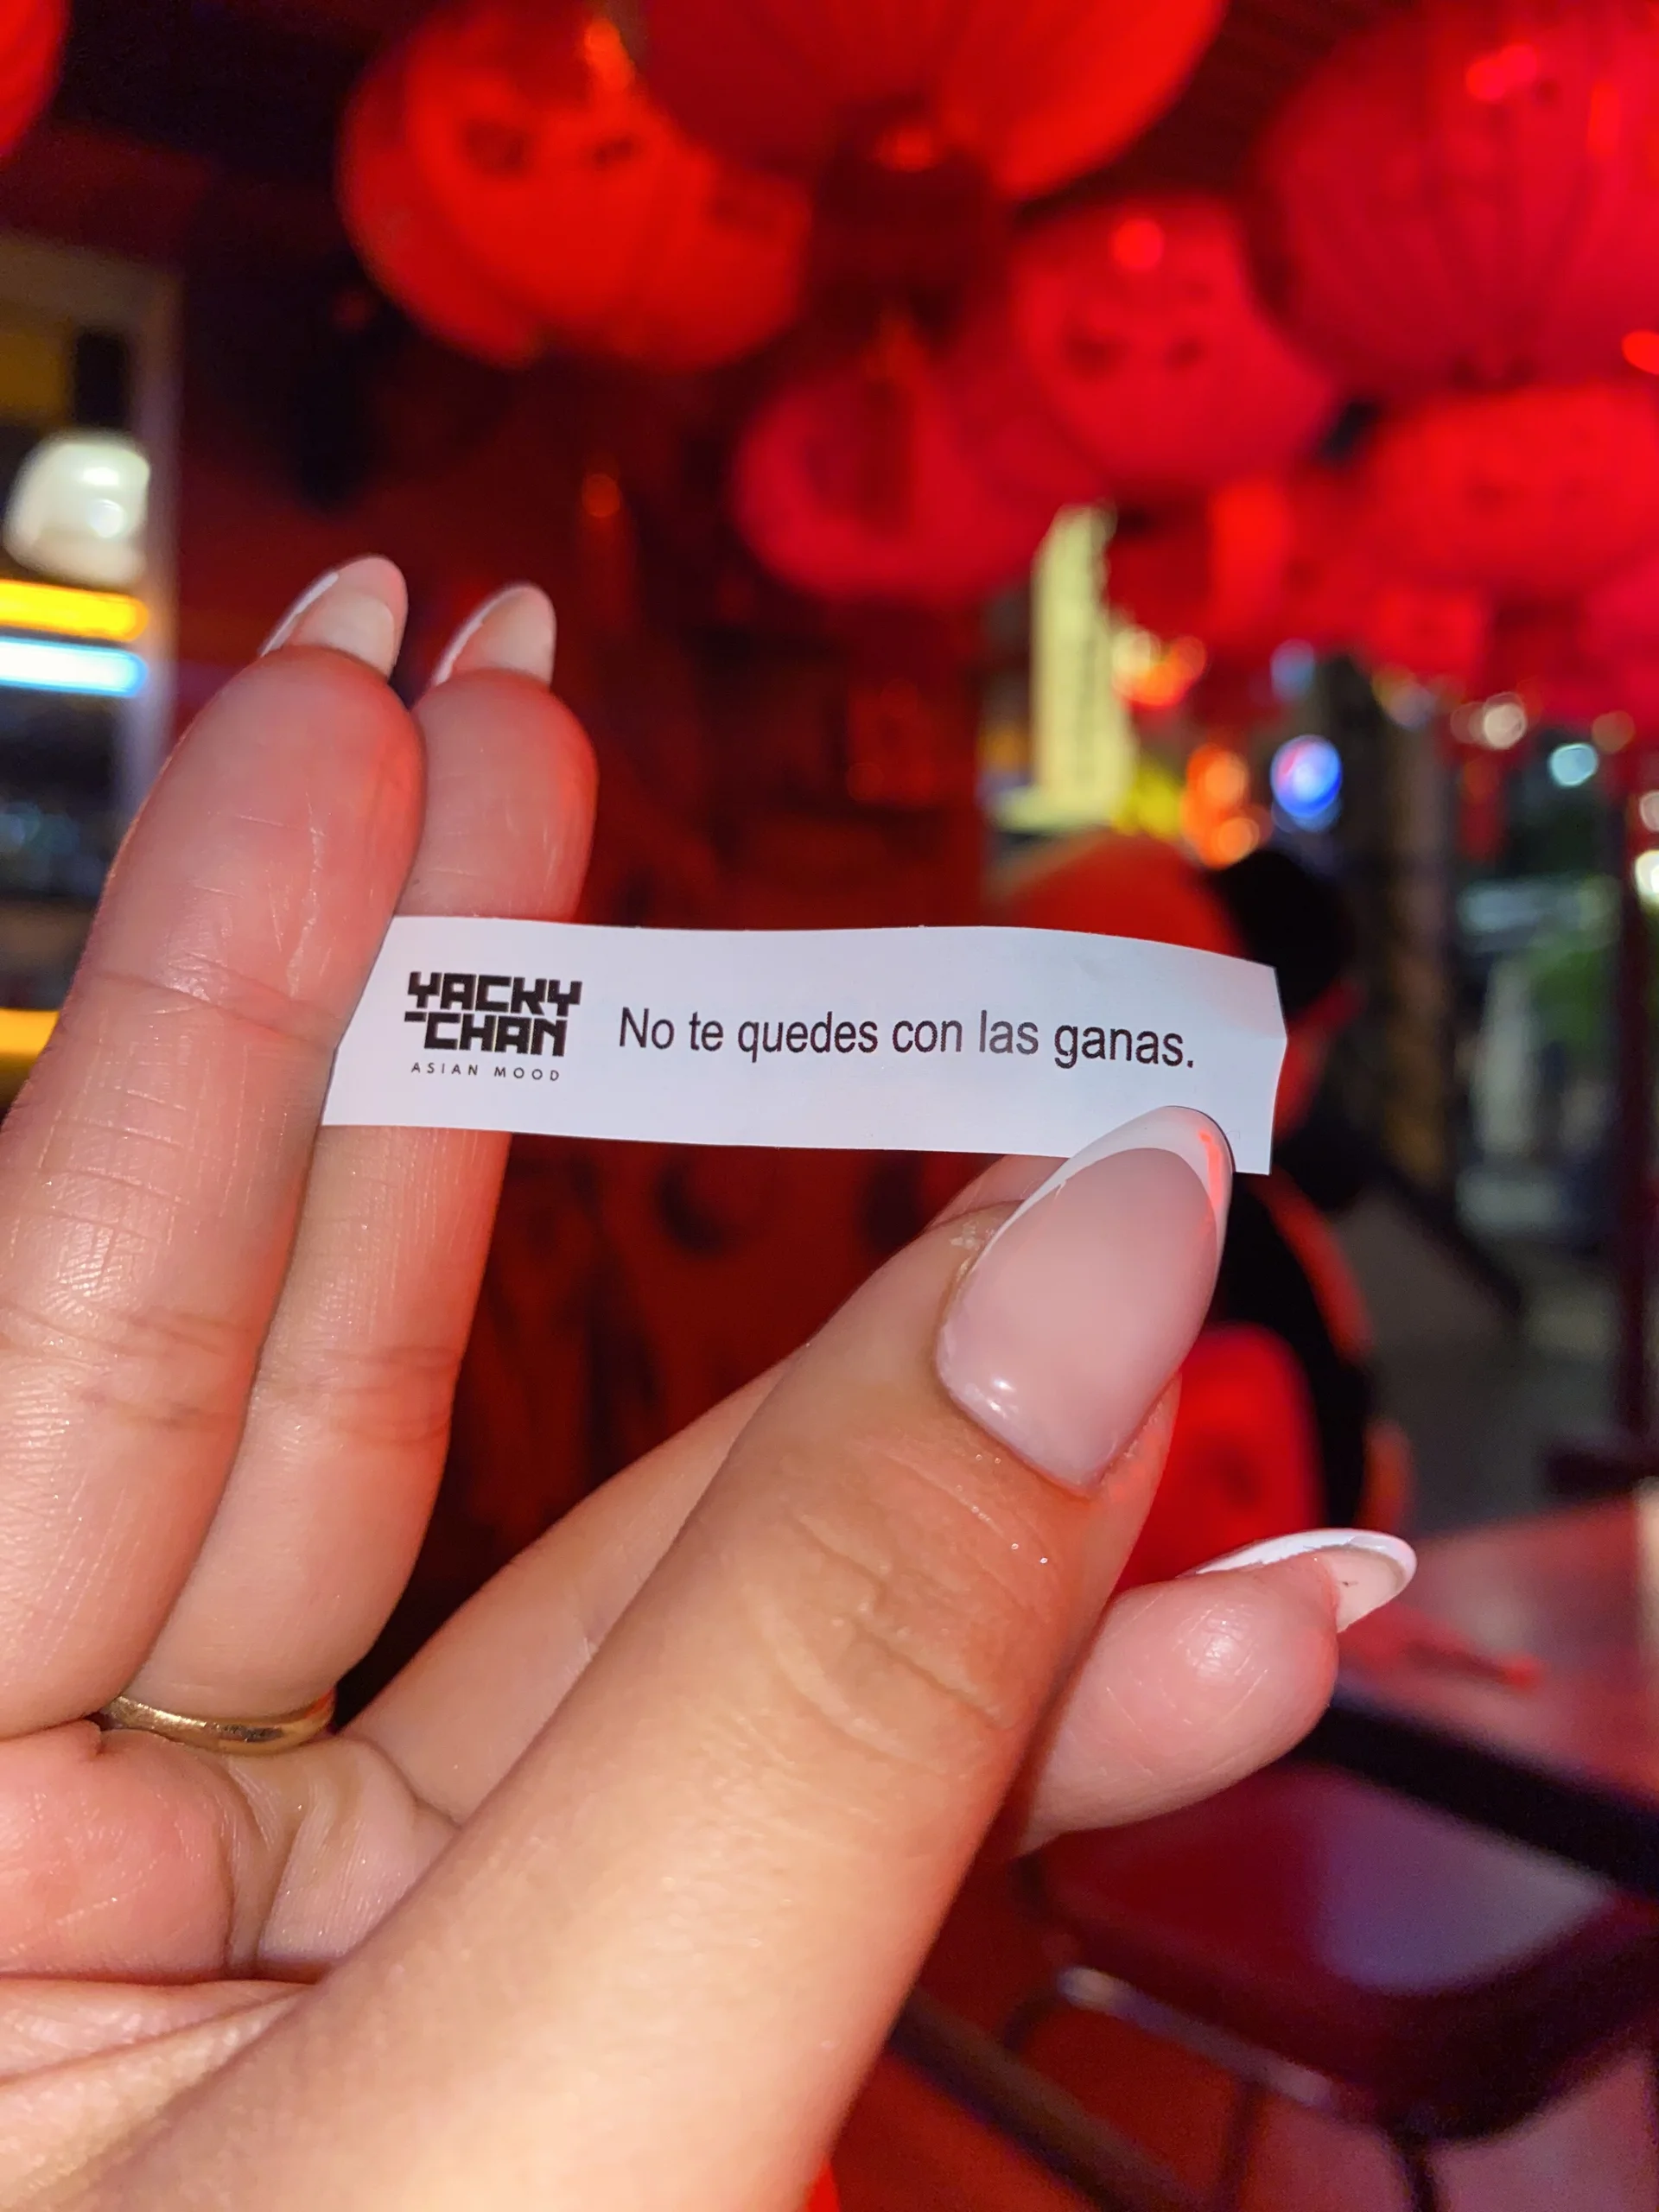 YACKY
-CHAN
ASIAN MOOD
No te quedes con las ganas.